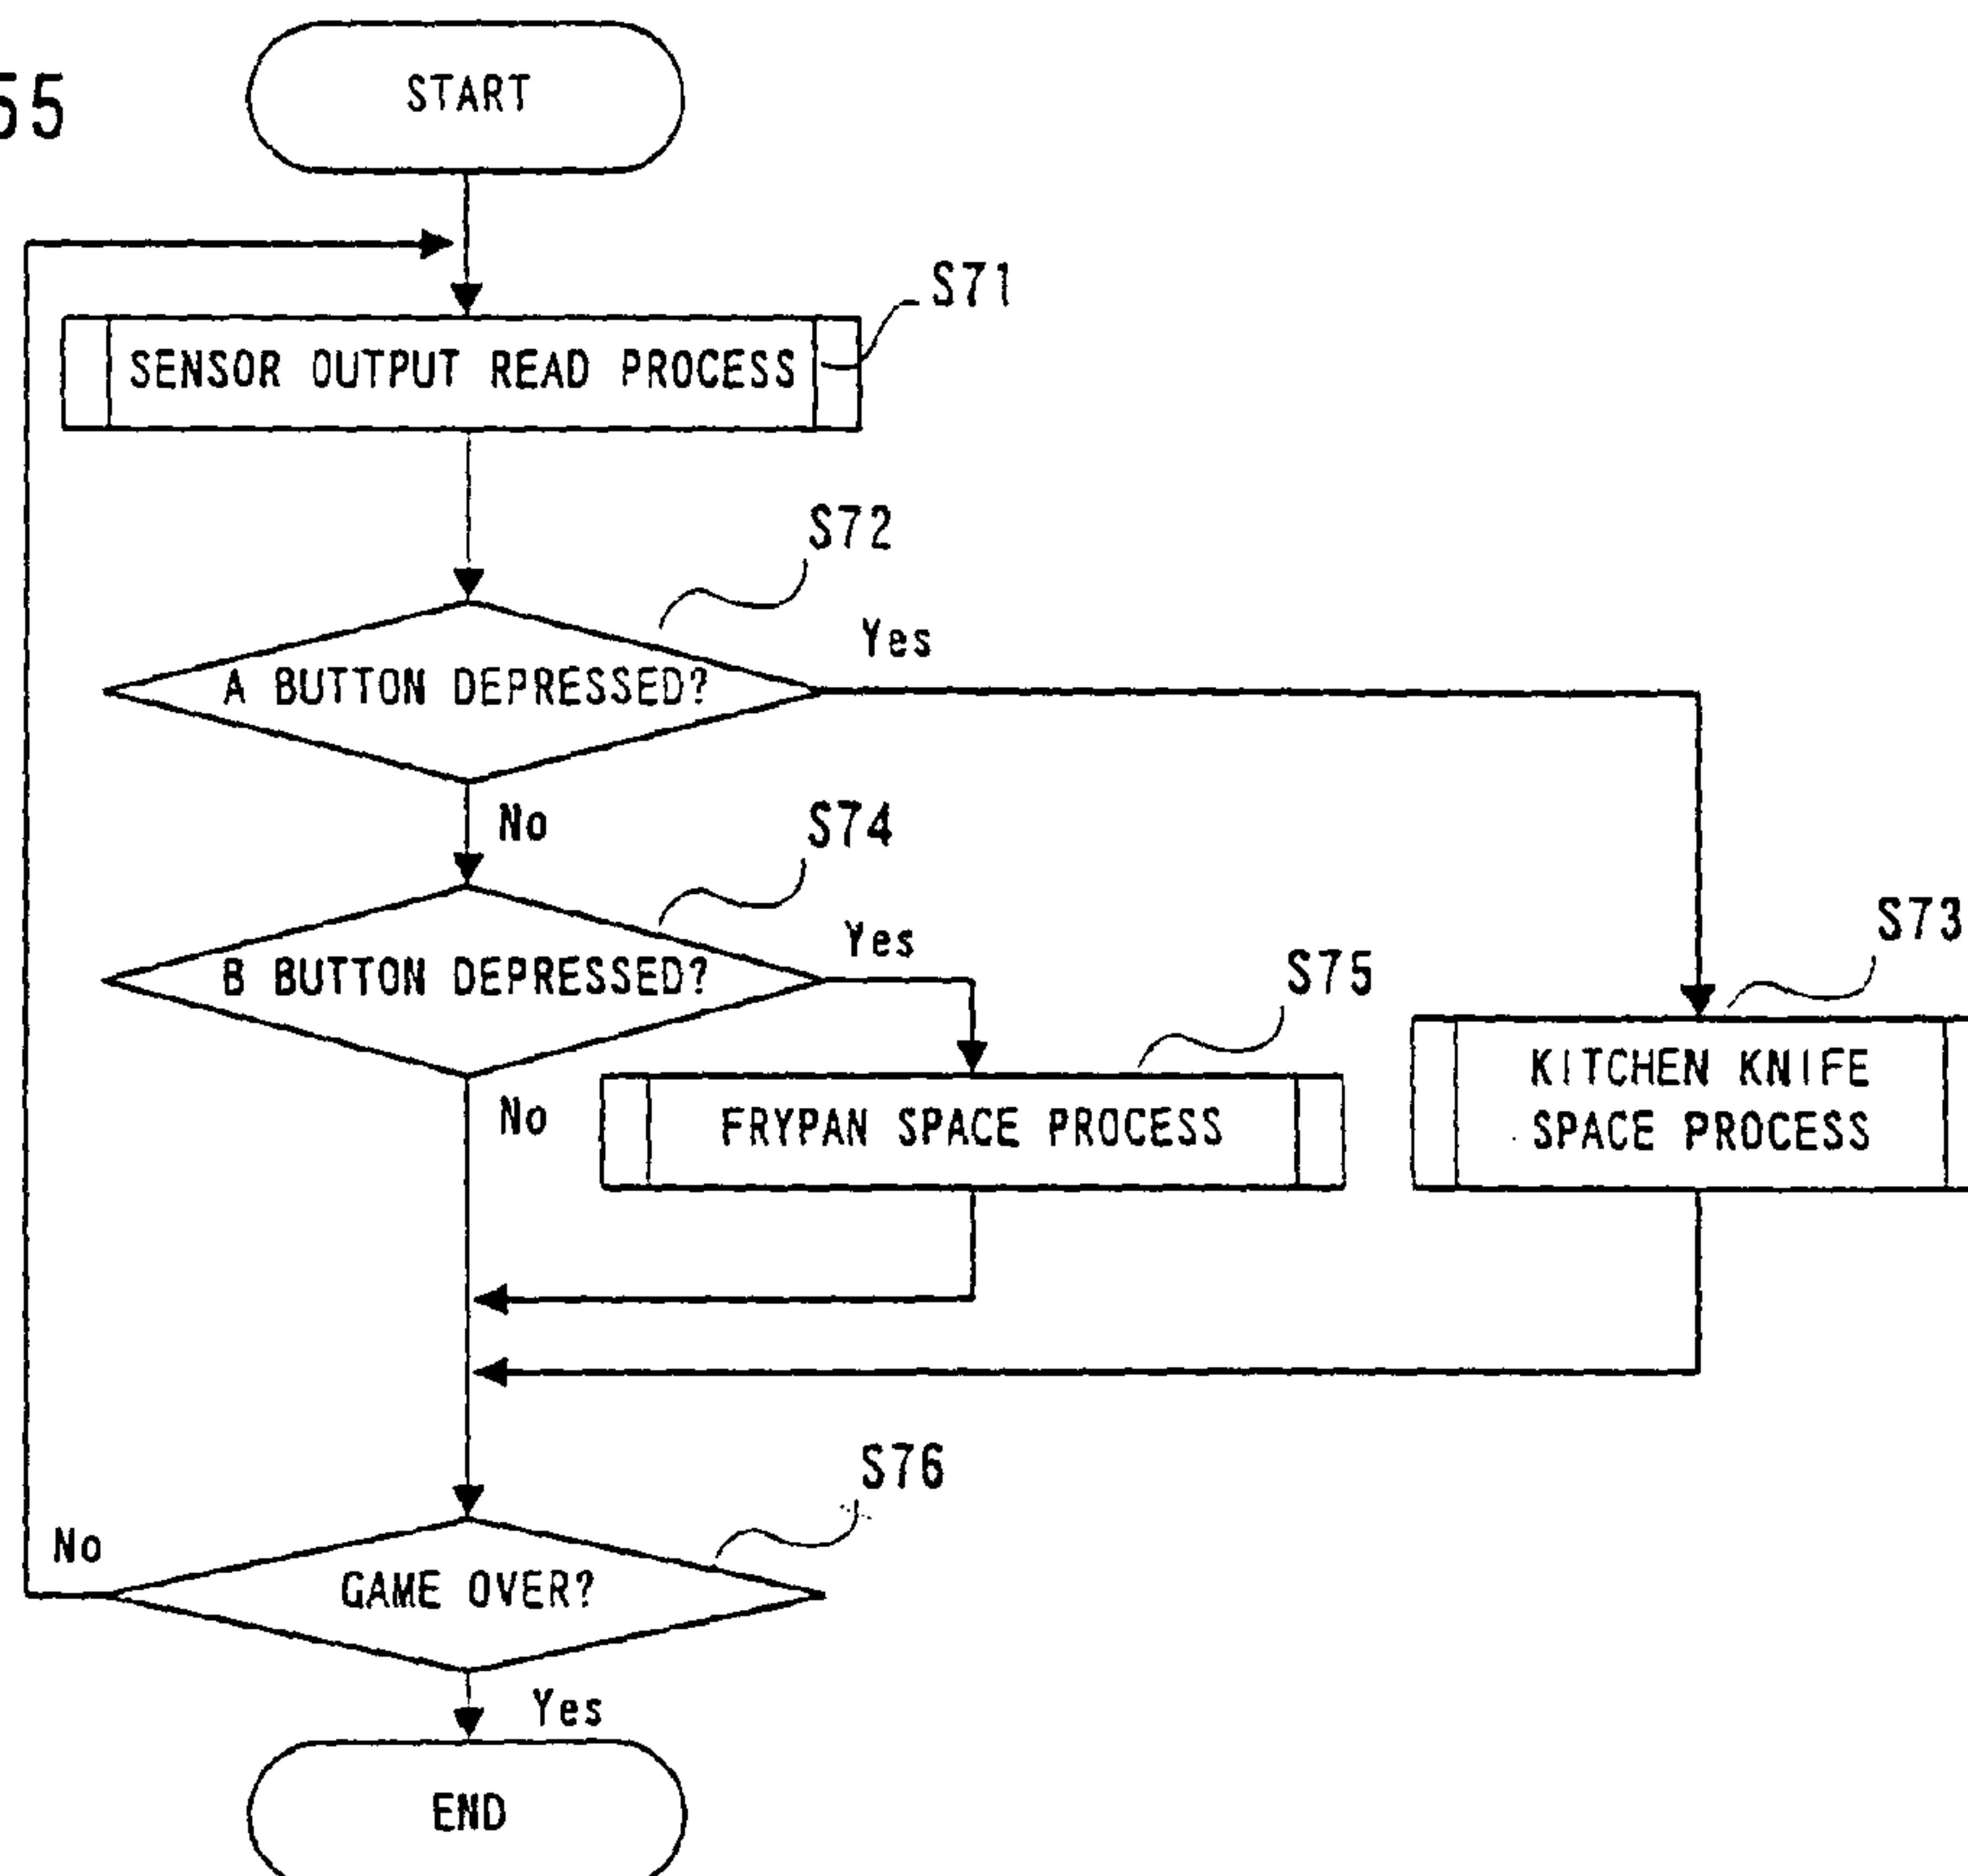 55
START
S71
SENSOR OUTPUT READ PROCESS
S72
Yes
A BUTTON DEPRESSED?
No
S74
Yes
B BUTTON DEPRESSED?
S73
S75
No
FRYPAN SPACE PROCESS
KITCHEN KNIFE
SPACE PROCESS
S76
No
GAME OVER?
Yes
END